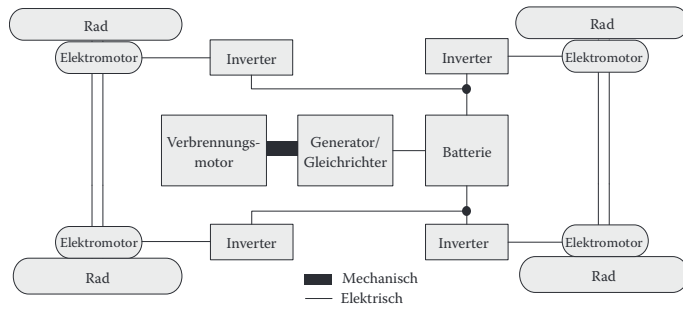 Rad
Rad
Elektromotor
Inverter
Inverter
Elektromotor
Verbrennungs-
motor
Generator/
Gleichrichter
Batterie
Elektromotor
Inverter
Inverter
Elektromotor
Rad
Rad
Mechanisch
Elektrisch